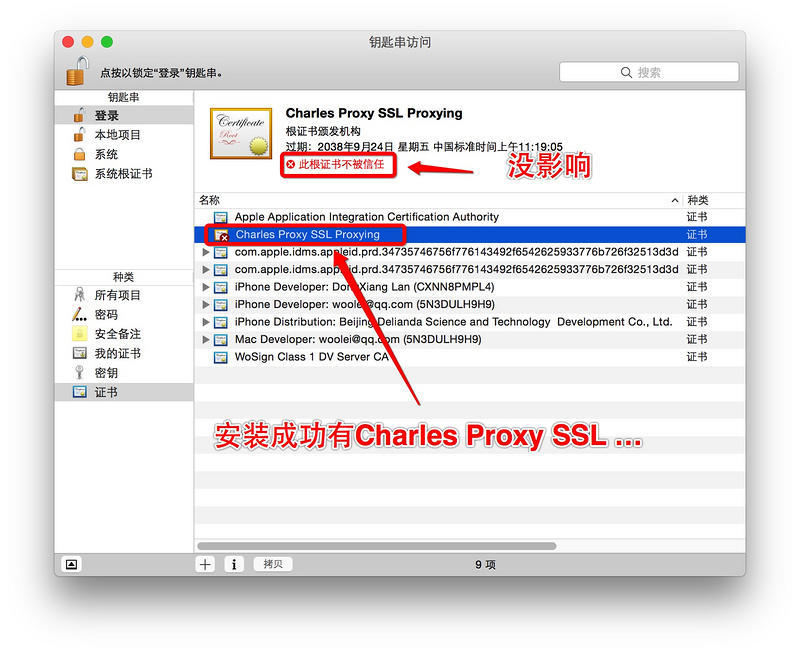 钥匙串访问
点按以锁定“登录”钥匙串。
搜索
钥匙串
登录
本地项目
系统
系统根证书
Certificate
Root
Charles Proxy SSL Proxying
根证书颁发机构
过期：2038年9月24日 星期五 中国标准时间上午11:19:05
此根证书不被信任
没影响
名称
种类
Apple Application Integration Certification Authority
证书
Charles Proxy SSL Proxying
证书
com.apple.idms.appleid.prd.34735746756f776143492f6542625933776b726f32513d3d
证书
com.apple.idms.appleid.prd.34735746756f776143492f6542625933776b726f32513d3d
证书
iPhone Developer: DongXiang Lan (CXNN8PMPL4)
证书
iPhone Developer: woolei@qq.com (5N3DULH9H9)
证书
iPhone Distribution: Beijing Delianda Science and Technology Development Co., Ltd.
证书
Mac Developer: woolei@qq.com (5N3DULH9H9)
证书
WoSign Class 1 DV Server CA
证书
种类
所有项目
密码
安全备注
我的证书
密钥
证书
安装成功有Charles Proxy SSL ...
拷贝
9 项